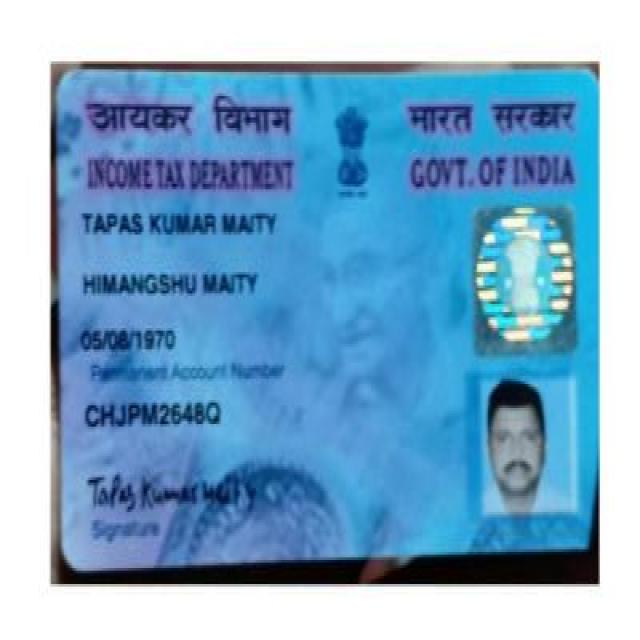 आयकर विभाग
भारत सरकार
INCOME TAX DEPARTMENT
GOVT. OF INDIA
TAPAS KUMAR MAITY
HIMANGSHU MAITY
05/08/1970
Permanent Account Number
CHJPM2648Q
Tapas Kumar Maity
Signature